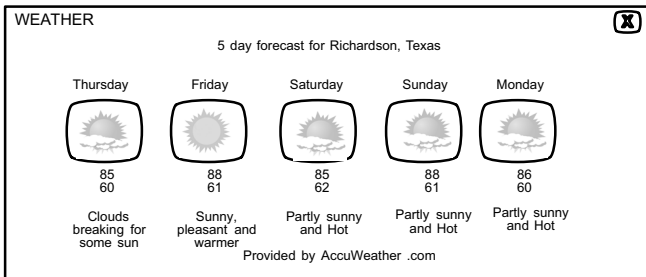 WEATHER X
5 day forecast for Richardson, Texas
Thursday Friday Saturday Sunday Monday
85 88 85 88 86
60 61 62 61 60
Clouds Sunny, Partly sunny Partly sunny Partly sunny
breaking for pleasant and and Hot and Hot and Hot
some sun warmer
Provided by AccuWeather .com